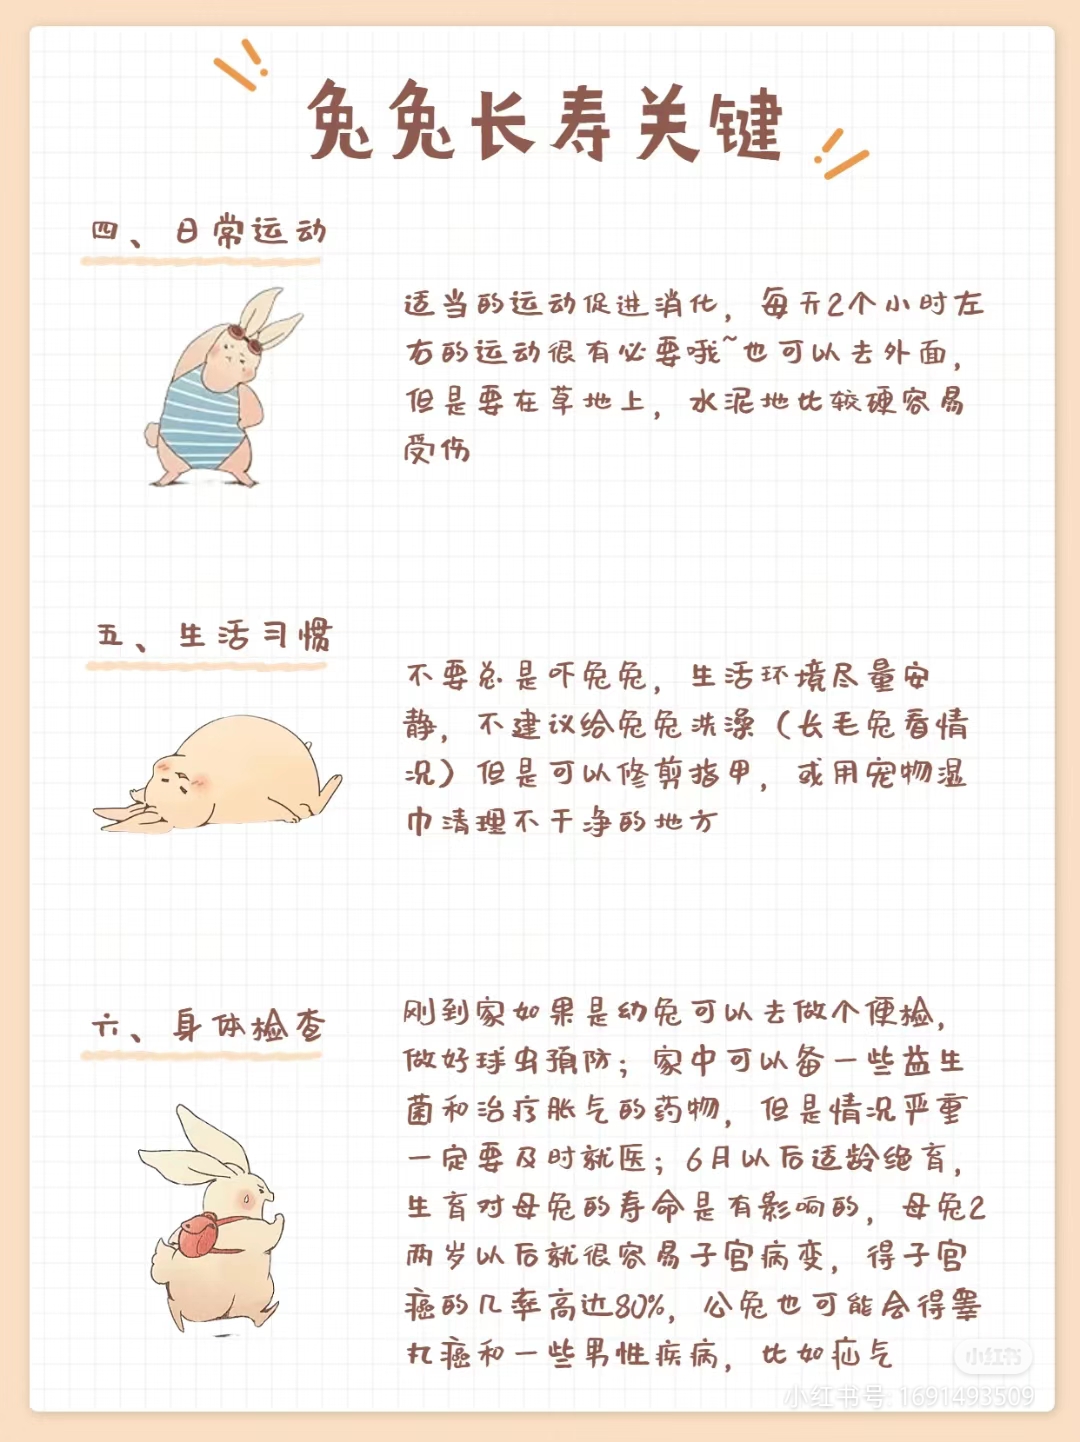 兔兔长寿关键
四、日常运动
适当的运动促进消化，每天2个小时左
右的运动很有必要哦~也可以去外面，
但是要在草地上，水泥地比较硬容易
受伤
五、生活习惯
不要总是吓兔兔，生活环境尽量安
静，不建议给兔兔洗澡（长毛兔看情
况）但是可以修剪指甲，或用宠物湿
巾清理不干净的地方
六、身体检查
刚到家如果是幼兔可以去做个便检，
做好球虫预防；家中可以备一些益生
菌和治疗胀气的药物，但是情况严重
一定要及时就医；6月以后适龄绝育，
生育对母兔的寿命是有影响的，母兔2
两岁以后就很容易子宫病变，得子宫
癌的几率高达80%，公兔也可能会得睾
丸癌和一些男性疾病，比如疝气
小红书
小红书号: 1691493509